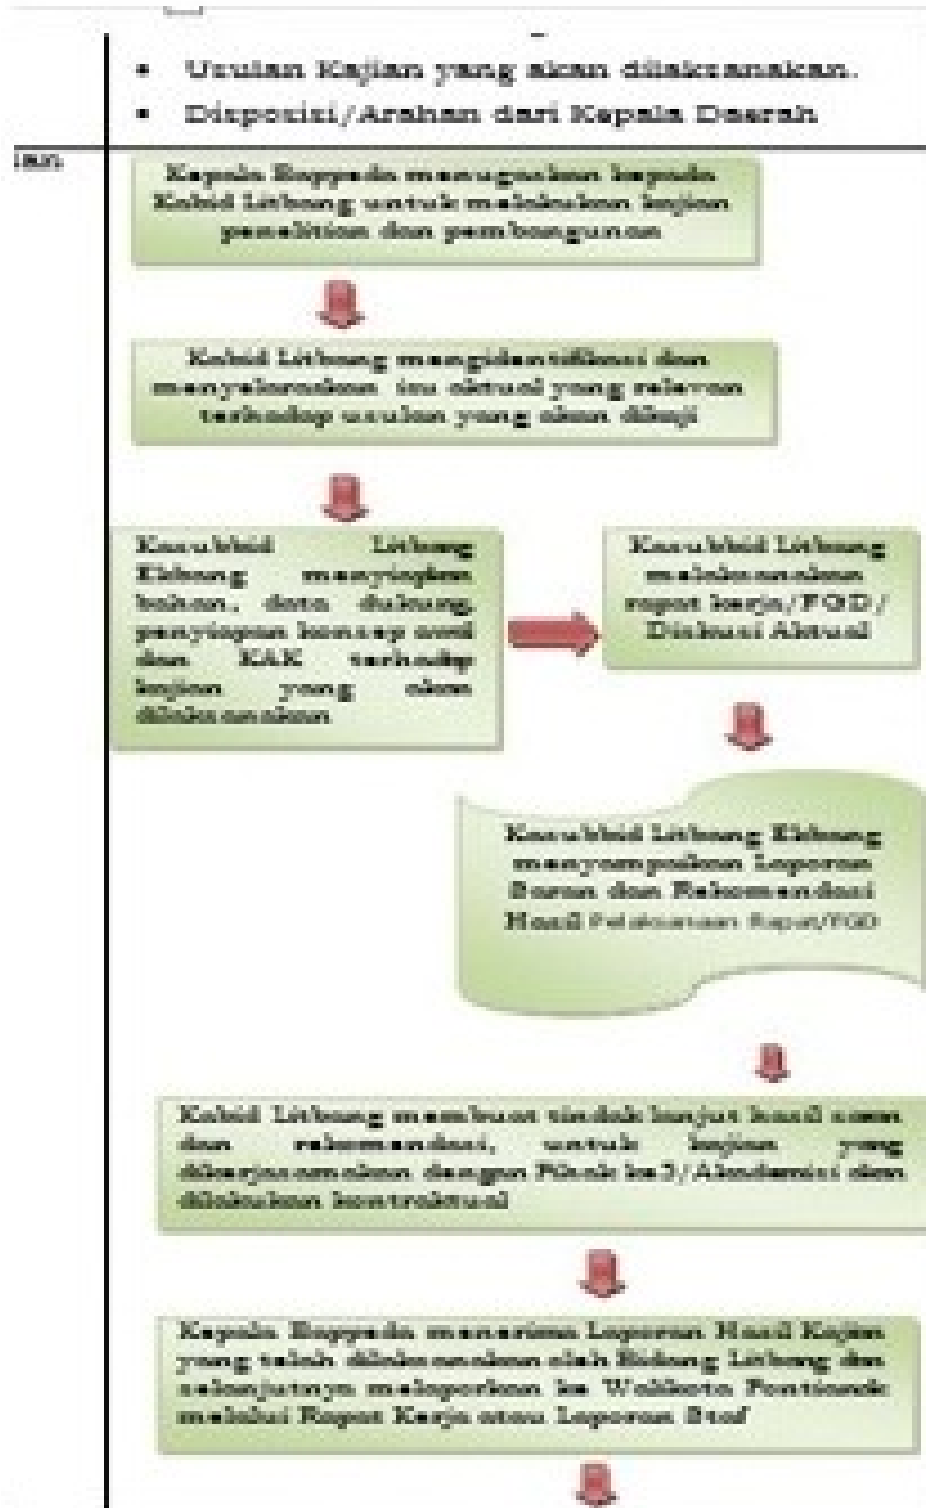 • Usulan Kajian yang akan dilaksanakan.
• Disposisi/Arahan dari Kepala Daerah
ian
Kepala Bappeda menugaskan kepada
Kabid Litbang untuk melakukan kajian
penelitian dan pembangunan
Kabid Litbang mengidentifikasi dan
menyelaraskan isu aktual yang relevan
terhadap usulan yang akan dikaji
Kasubbid Litbang
Ekbang menyiapkan
bahan, data dukung,
penyiapan konsep awal
dan KAK terhadap
kajian yang akan
dilaksanakan
Kasubbid Litbang
melaksanakan
rapat kerja/FGD/
Diskusi Aktual
Kasubbid Litbang Ekbang
menyampaikan Laporan
Saran dan Rekomendasi
Hasil Pelaksanaan Rapat/FGD
Kabid Litbang membuat tindak lanjut hasil saran
dan rekomendasi, untuk kajian yang
dikerjasamakan dengan Pihak ke3/Akademisi dan
dilakukan kontraktual
Kepala Bappeda menerima Laporan Hasil Kajian
yang telah dilaksanakan oleh Bidang Litbang dan
selanjutnya melaporkan ke Walikota Pontianak
melalui Rapat Kerja atau Laporan Staf